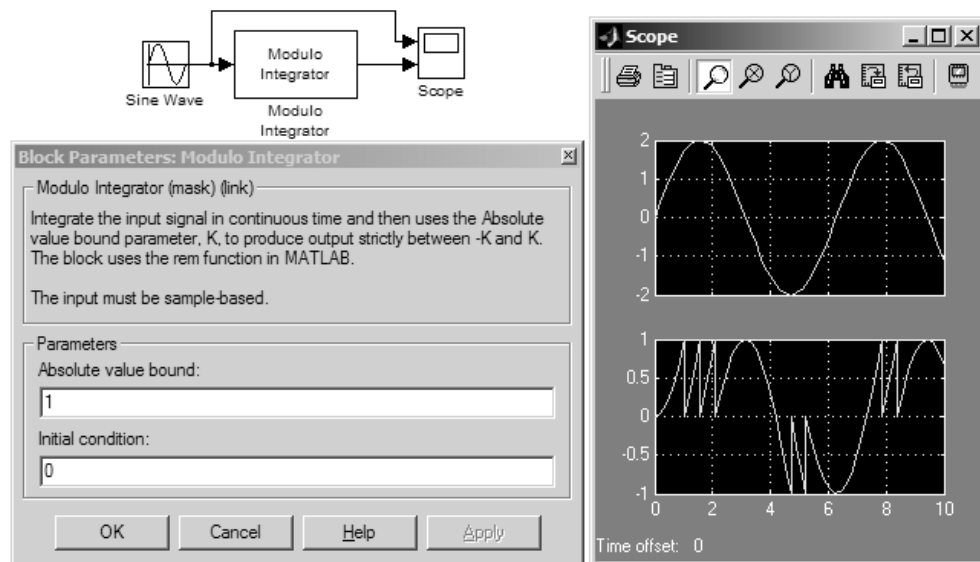 Modulo
Integrator
Sine Wave
Scope
Modulo
Integrator
Block Parameters: Modulo Integrator
Modulo Integrator (mask) (link)
Integrate the input signal in continuous time and then uses the Absolute
value bound parameter, K, to produce output strictly between -K and K.
The block uses the rem function in MATLAB.
The input must be sample-based.
Parameters
Absolute value bound:
1
Initial condition:
0
OK Cancel Help Apply
Scope
2
1
0
-1
-2
1
0.5
0
-0.5
-1
0 2 4 6 8 10
Time offset: 0